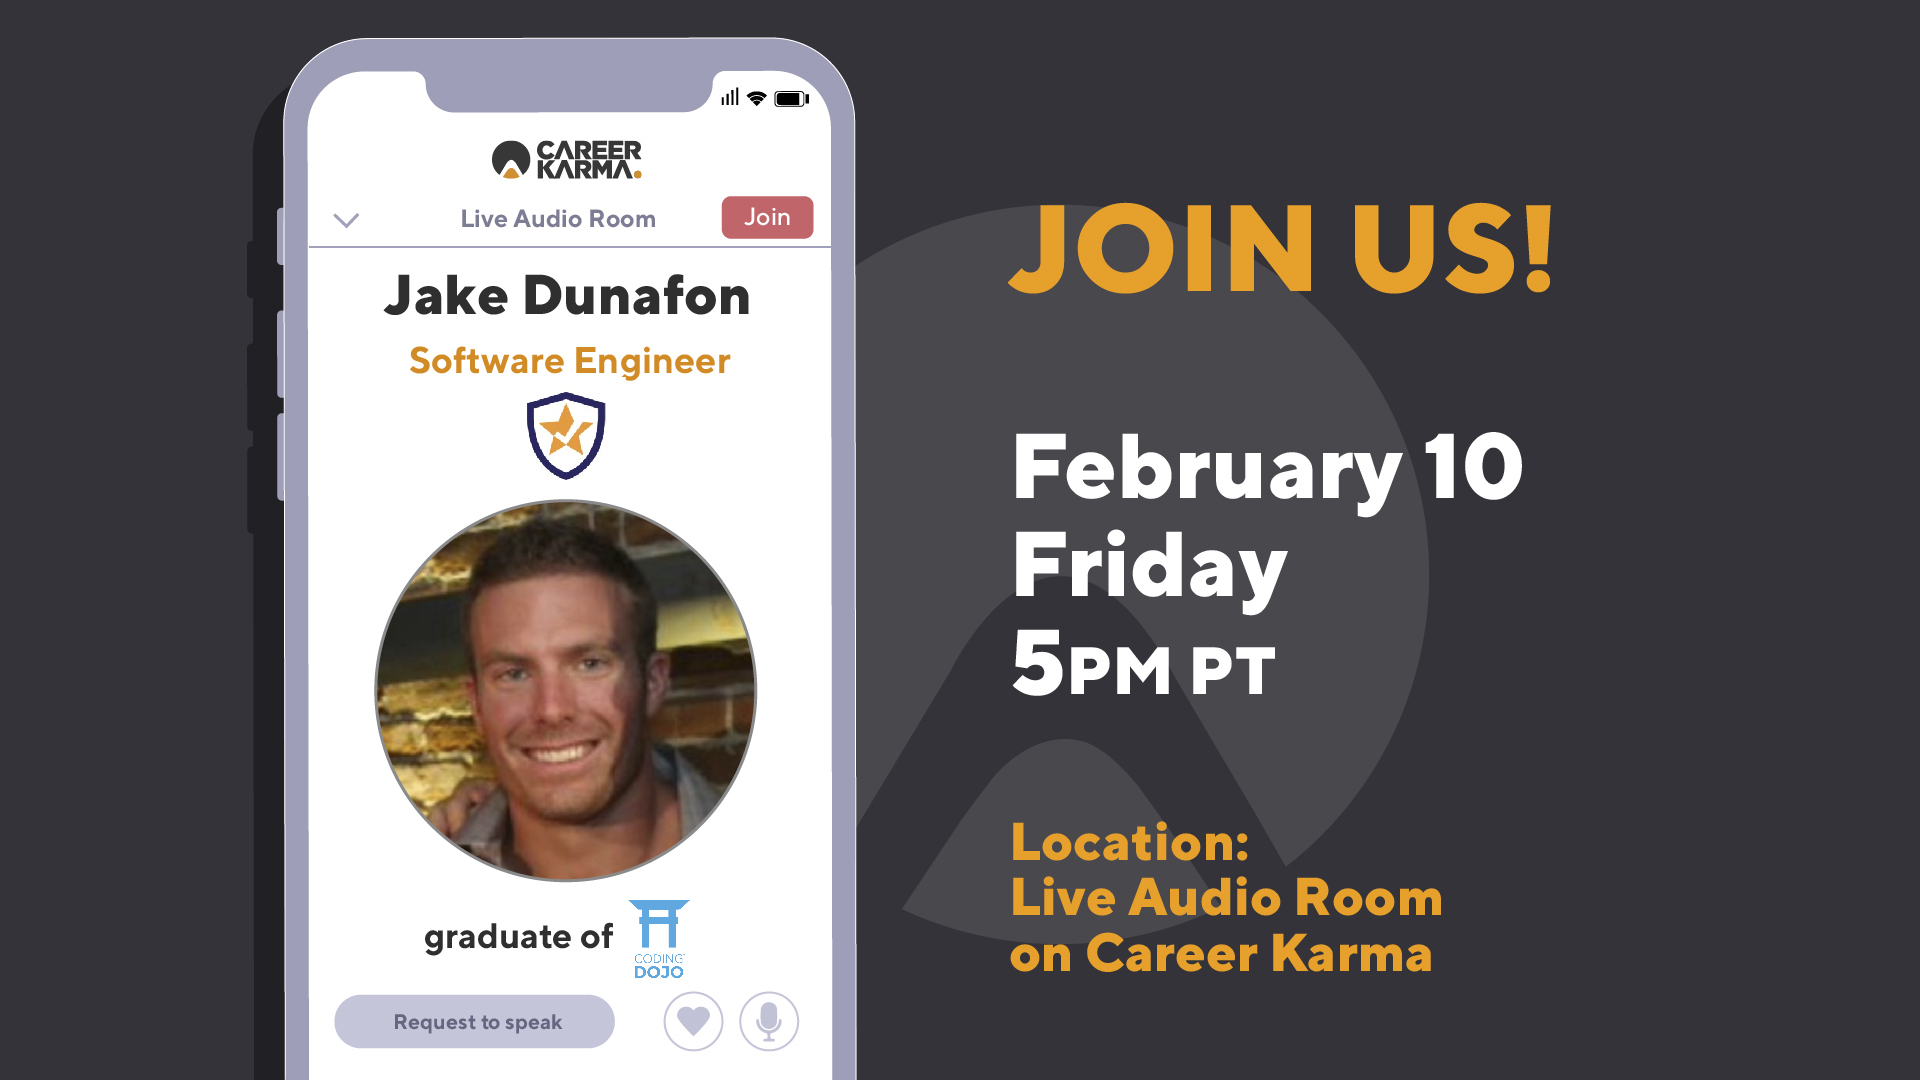 CAREER
KARMA.
Live Audio Room
Join
Jake Dunafon
Software Engineer
graduate of
CODING
DOJO
Request to speak
JOIN US!
February 10
Friday
5PM PT
Location:
Live Audio Room
on Career Karma